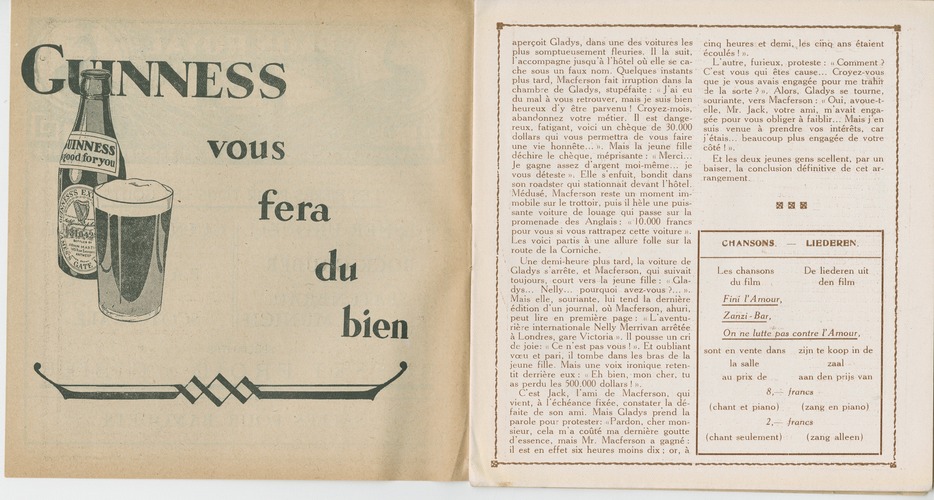 GUINNESS
vous
fera
du
bien
GUINNESS
good for you
aperçoit Gladys, dans une des voitures les
plus somptueusement fleuries. Il la suit,
l'accompagne jusqu'à l'hôtel où elle se ca-
che sous un faux nom. Quelques instants
plus tard, Macferson fait irruption dans la
chambre de Gladys, stupéfaite : « J'ai eu
du mal à vous retrouver, mais je suis bien
heureux d'y être parvenu ! Croyez-moi,
abandonnez votre métier. Il est dange-
reux, fatigant, voici un chèque de 30.000
dollars qui vous permettra de vous faire
une vie honnête... ». Mais la jeune fille
déchire le chèque, méprisante : « Merci...
Je gagne assez d'argent moi-même... je
vous déteste ». Elle s'enfuit, bondit dans
son roadster qui stationnait devant l'hôtel.
Médusé, Macferson reste un moment im-
mobile sur le trottoir, puis il hèle une puis-
sante voiture de louage qui passe sur la
promenade des Anglais : « 10.000 francs
pour vous si vous rattrapez cette voiture ».
Les voici partis à une allure folle sur la
route de la Corniche.
Une demi-heure plus tard, la voiture de
Gladys s'arrête, et Macferson, qui suivait
toujours, court vers la jeune fille : « Gla-
dys... Nelly... pourquoi avez-vous ?... ».
Mais elle, souriante, lui tend la dernière
édition d'un journal, où Macferson, ahuri,
peut lire en première page : « L'aventu-
rière internationale Nelly Merrivan arrêtée
à Londres, gare Victoria ». Il pousse un cri
de joie: « Ce n'est pas vous ! ». Et oubliant
vœu et pari, il tombe dans les bras de la
jeune fille. Mais une voix ironique reten-
tit derrière eux : « Eh bien, mon cher, tu
as perdu les 500.000 dollars ! ».
C'est Jack, l'ami de Macferson, qui
vient, à l'échéance fixée, constater la dé-
faite de son ami. Mais Gladys prend la
parole pour protester: «Pardon, cher mon-
sieur, cela m'a coûté ma dernière goutte
d'essence, mais Mr. Macferson a gagné :
il est en effet six heures moins dix ; or, à
cinq heures et demi, les cinq ans étaient
écoulés ! ».
L'autre, furieux, proteste : « Comment ?
C'est vous qui êtes cause... Croyez-vous
que je vous avais engagée pour me trahir
de la sorte ? ». Alors, Gladys se tourne,
souriante, vers Macferson : « Oui, avoue-t-
elle, Mr. Jack, votre ami, m'avait enga-
gée pour vous obliger à faiblir... Mais j'en
suis venue à prendre vos intérêts, car
j'étais... beaucoup plus engagée de votre
côté ! ».
Et les deux jeunes gens scellent, par un
baiser, la conclusion définitive de cet ar-
rangement.
CHANSONS. — LIEDEREN.
Les chansons De liederen uit
du film den film
Fini l'Amour,
Zanzi-Bar,
On ne lutte pas contre l'Amour,
sont en vente dans zijn te koop in de
la salle zaal
au prix de aan den prijs van
8,— francs
(chant et piano) (zang en piano)
2,— francs
(chant seulement) (zang alleen)